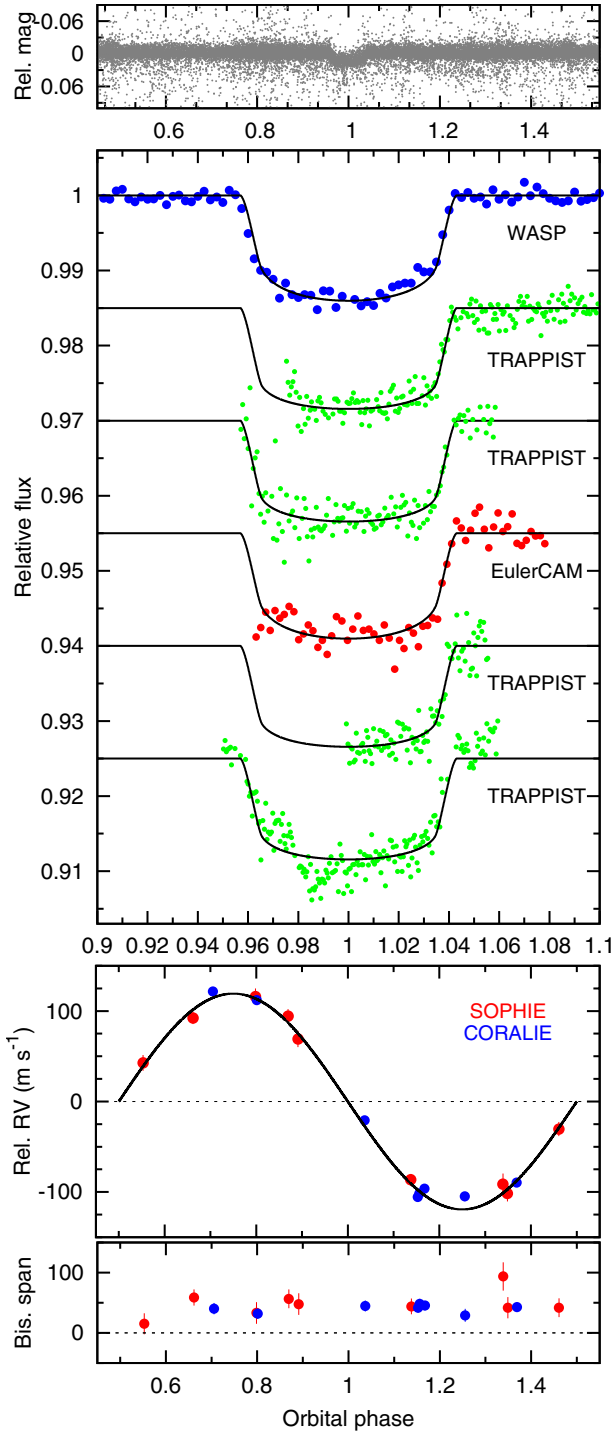 Rel. mag
0.06
0
0.06
0.6 0.8 1 1.2 1.4
Relative flux
1
0.99
0.98
0.97
0.96
0.95
0.94
0.93
0.92
0.91
WASP
TRAPPIST
TRAPPIST
EulerCAM
TRAPPIST
TRAPPIST
0.9 0.92 0.94 0.96 0.98 1 1.02 1.04 1.06 1.08 1.1
Rel. RV (m s⁻¹)
100
0
-100
SOPHIE
CORALIE
Bis. span
100
0
0.6 0.8 1 1.2 1.4
Orbital phase